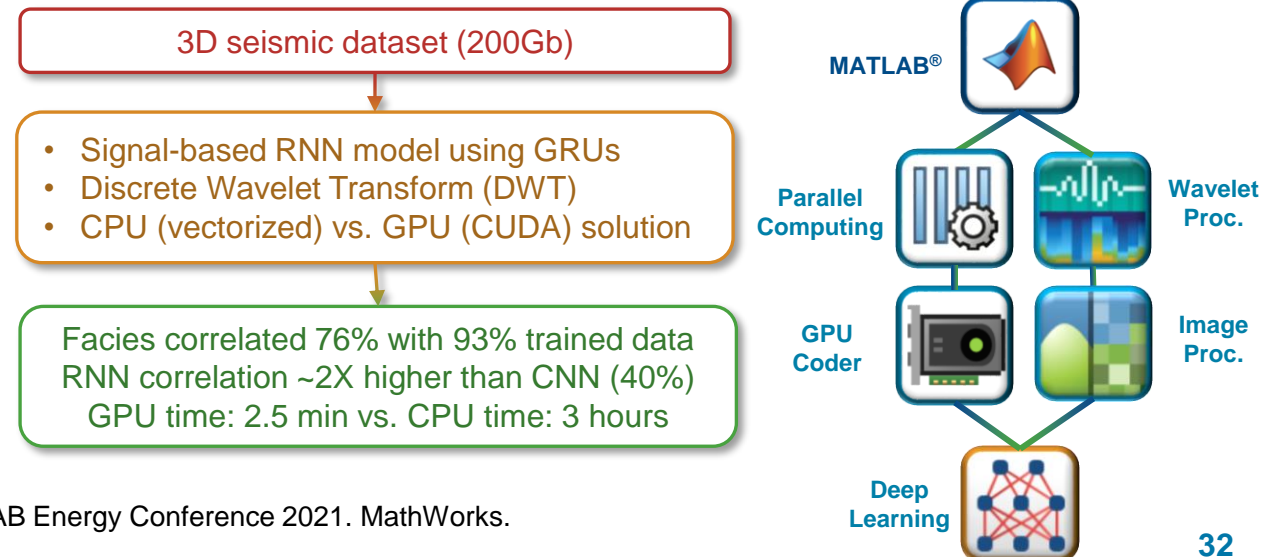 3D seismic dataset (200Gb)
• Signal-based RNN model using GRUs
• Discrete Wavelet Transform (DWT)
• CPU (vectorized) vs. GPU (CUDA) solution
Facies correlated 76% with 93% trained data
RNN correlation ~2X higher than CNN (40%)
GPU time: 2.5 min vs. CPU time: 3 hours
MATLAB®
Parallel
Computing
Wavelet
Proc.
GPU
Coder
Image
Proc.
Deep
Learning
AB Energy Conference 2021. MathWorks.
32